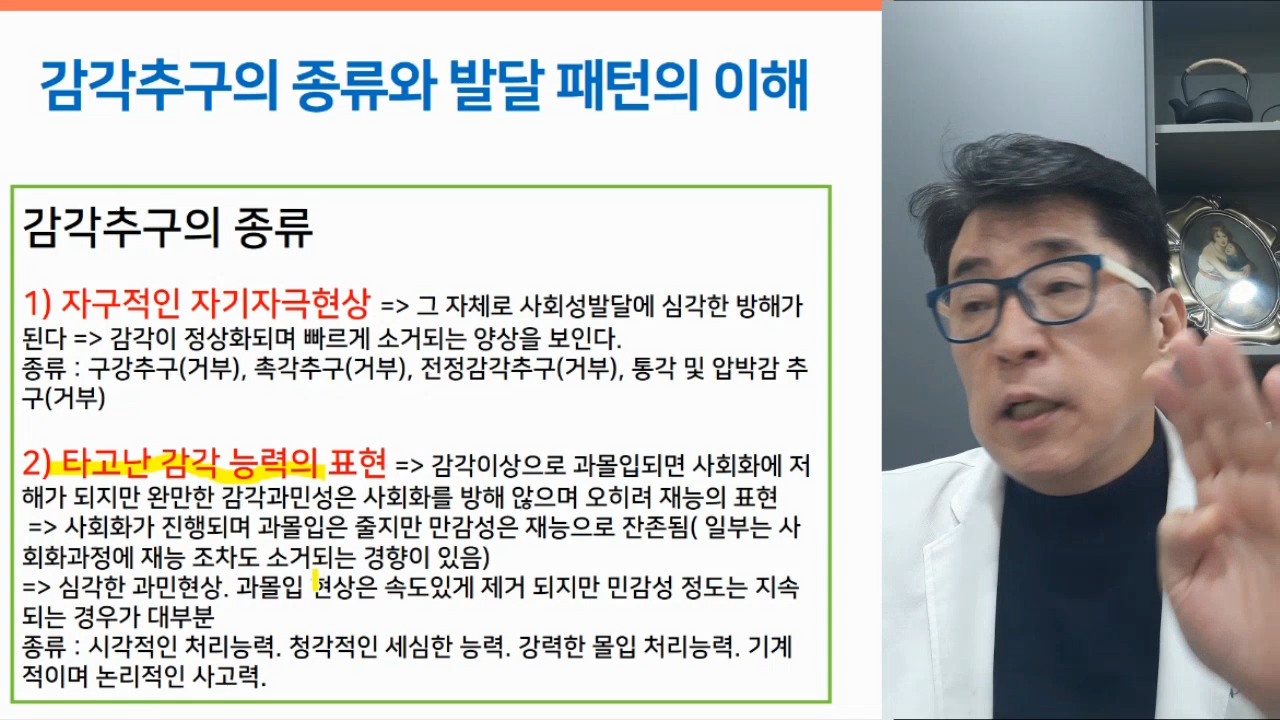 감각추구의 종류와 발달 패턴의 이해
감각추구의 종류
1) 자구적인 자기자극현상 => 그 자체로 사회성발달에 심각한 방해가
된다 => 감각이 정상화되며 빠르게 소거되는 양상을 보인다.
종류 : 구강추구(거부), 촉각추구(거부), 전정감각추구(거부), 통각 및 압박감 추
구(거부)
2) 타고난 감각 능력의 표현 => 감각이상으로 과몰입되면 사회화에 저
해가 되지만 완만한 감각과민성은 사회화를 방해 않으며 오히려 재능의 표현
=> 사회화가 진행되며 과몰입은 줄지만 만감성은 재능으로 잔존됨( 일부는 사
회화과정에 재능 조차도 소거되는 경향이 있음)
=> 심각한 과민현상. 과몰입 현상은 속도있게 제거 되지만 민감성 정도는 지속
되는 경우가 대부분
종류 : 시각적인 처리능력. 청각적인 세심한 능력. 강력한 몰입 처리능력. 기계
적이며 논리적인 사고력.